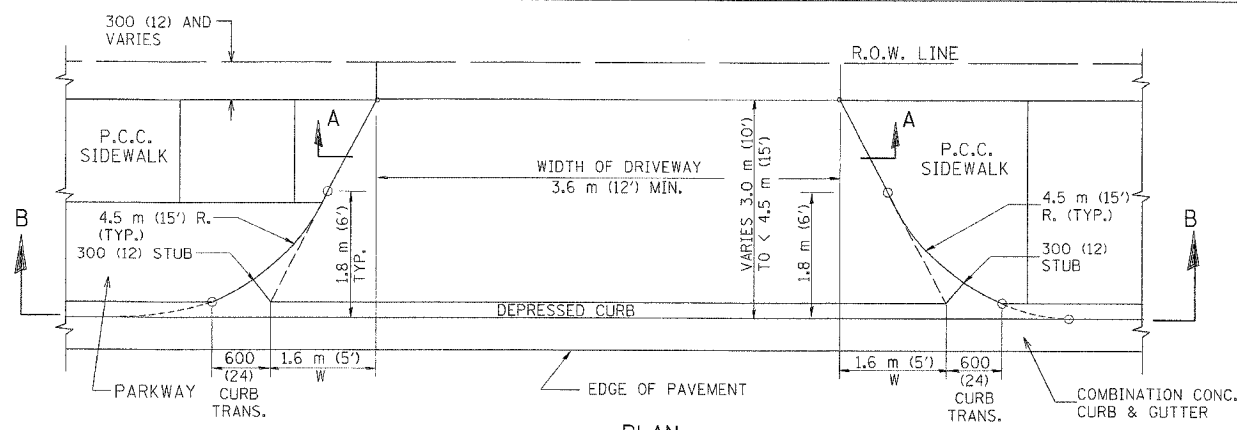 300 (12) AND
VARIES
R.O.W. LINE
A
A
P.C.C.
SIDEWALK
P.C.C.
SIDEWALK
WIDTH OF DRIVEWAY
3.6 m (12') MIN.
VARIES 3.0 m (10')
TO < 4.5 m (15')
B
B
4.5 m (15') R.
(TYP.)
300 (12) STUB
1.8 m (6')
TYP.
1.8 m (6')
4.5 m (15')
R. (TYP.)
300 (12)
STUB
DEPRESSED CURB
600
(24)
CURB
TRANS.
1.6 m (5')
W
1.6 m (5')
W
600
(24)
CURB
TRANS.
PARKWAY
EDGE OF PAVEMENT
COMBINATION CONC.
CURB & GUTTER
PLAN